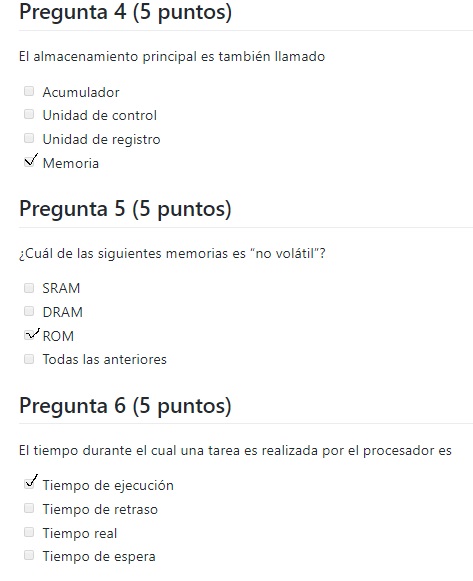 Pregunta 4 (5 puntos)
El almacenamiento principal es también llamado
Acumulador
Unidad de control
Unidad de registro
Memoria
Pregunta 5 (5 puntos)
¿Cuál de las siguientes memorias es “no volátil”?
SRAM
DRAM
ROM
Todas las anteriores
Pregunta 6 (5 puntos)
El tiempo durante el cual una tarea es realizada por el procesador es
Tiempo de ejecución
Tiempo de retraso
Tiempo real
Tiempo de espera